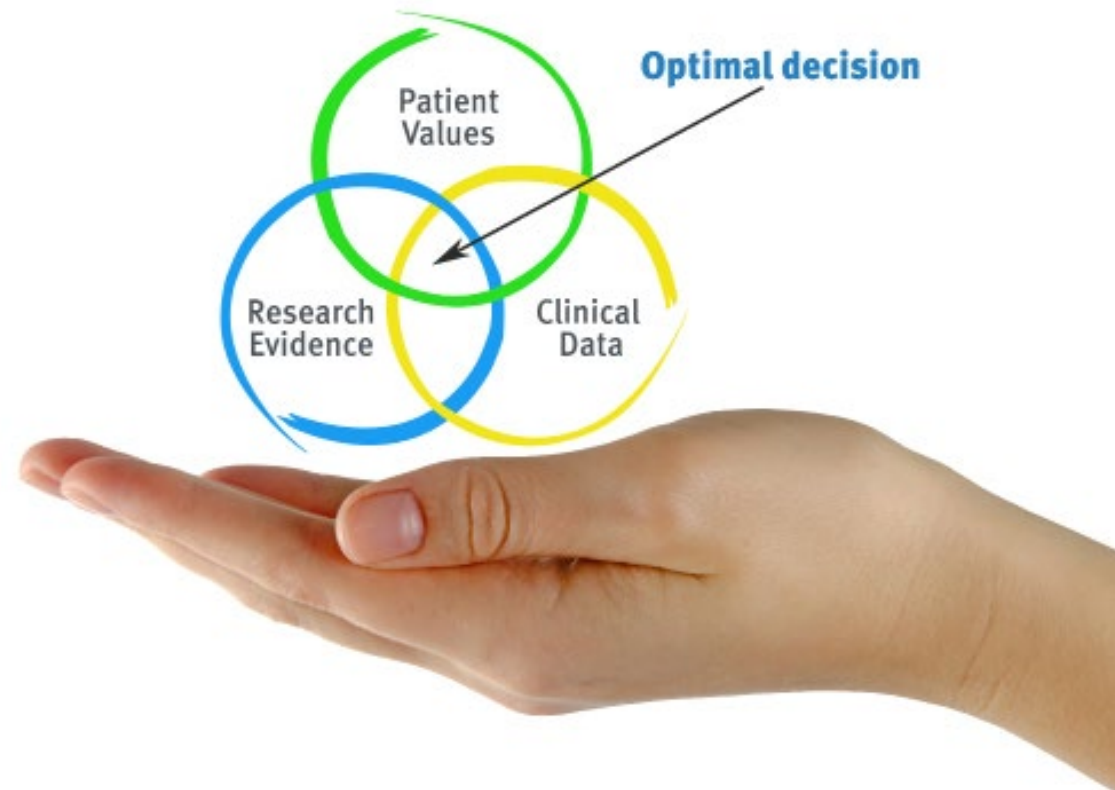 Optimal decision
Patient
Values
Research
Evidence
Clinical
Data